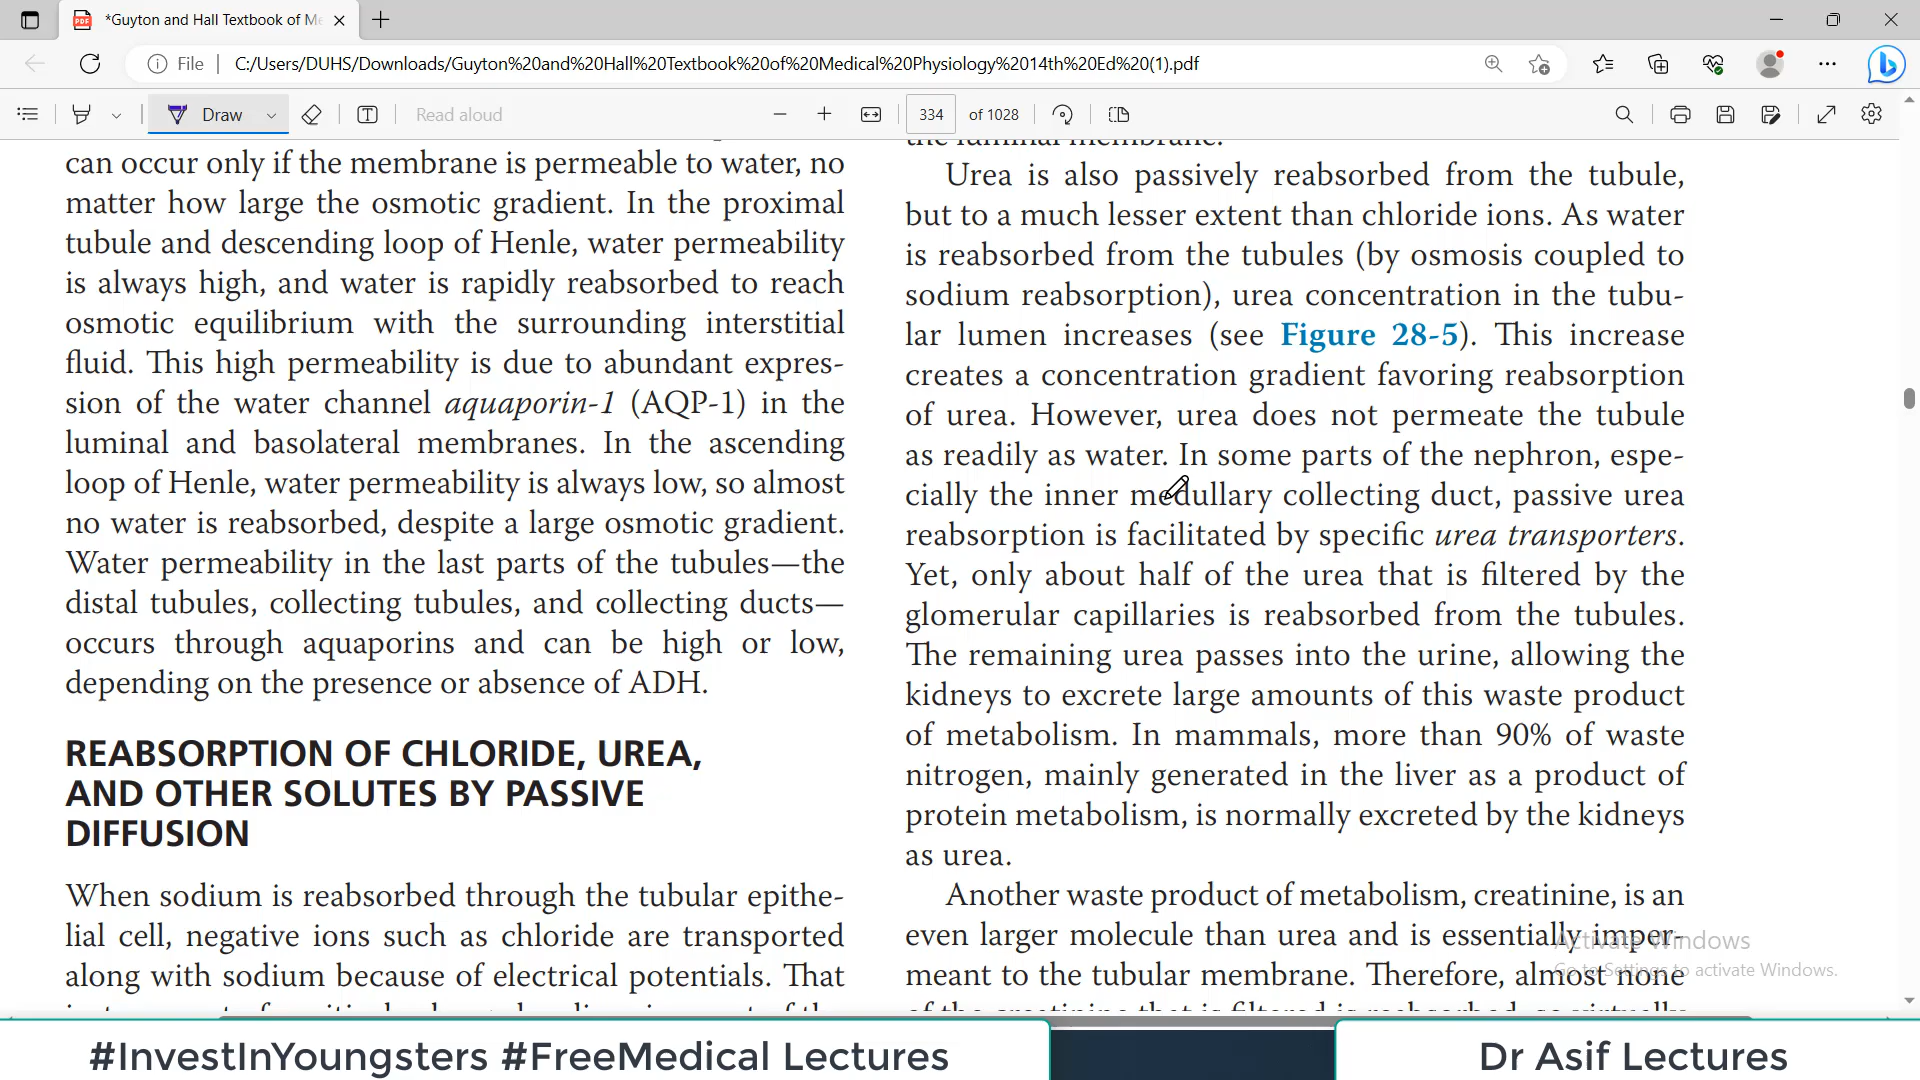 *Guyton and Hall Textbook of Me
File
C:/Users/DUHS/Downloads/Guyton%20and%20Hall%20Textbook%20of%20Medical%20Physiology%2014th%20Ed%20(1).pdf
Draw
Read aloud
334 of 1028
can occur only if the membrane is permeable to water, no
matter how large the osmotic gradient. In the proximal
tubule and descending loop of Henle, water permeability
is always high, and water is rapidly reabsorbed to reach
osmotic equilibrium with the surrounding interstitial
fluid. This high permeability is due to abundant expres-
sion of the water channel aquaporin-1 (AQP-1) in the
luminal and basolateral membranes. In the ascending
loop of Henle, water permeability is always low, so almost
no water is reabsorbed, despite a large osmotic gradient.
Water permeability in the last parts of the tubules—the
distal tubules, collecting tubules, and collecting ducts—
occurs through aquaporins and can be high or low,
depending on the presence or absence of ADH.
REABSORPTION OF CHLORIDE, UREA,
AND OTHER SOLUTES BY PASSIVE
DIFFUSION
When sodium is reabsorbed through the tubular epithe-
lial cell, negative ions such as chloride are transported
along with sodium because of electrical potentials. That
the luminal membrane.
Urea is also passively reabsorbed from the tubule,
but to a much lesser extent than chloride ions. As water
is reabsorbed from the tubules (by osmosis coupled to
sodium reabsorption), urea concentration in the tubu-
lar lumen increases (see Figure 28-5). This increase
creates a concentration gradient favoring reabsorption
of urea. However, urea does not permeate the tubule
as readily as water. In some parts of the nephron, espe-
cially the inner medullary collecting duct, passive urea
reabsorption is facilitated by specific urea transporters.
Yet, only about half of the urea that is filtered by the
glomerular capillaries is reabsorbed from the tubules.
The remaining urea passes into the urine, allowing the
kidneys to excrete large amounts of this waste product
of metabolism. In mammals, more than 90% of waste
nitrogen, mainly generated in the liver as a product of
protein metabolism, is normally excreted by the kidneys
as urea.
Another waste product of metabolism, creatinine, is an
even larger molecule than urea and is essentially imper-
meant to the tubular membrane. Therefore, almost none
of the creatinine that is filtered is reabsorbed, so virtually
Activate Windows
Go to Settings to activate Windows.
#InvestInYoungsters #FreeMedical Lectures
Dr Asif Lectures